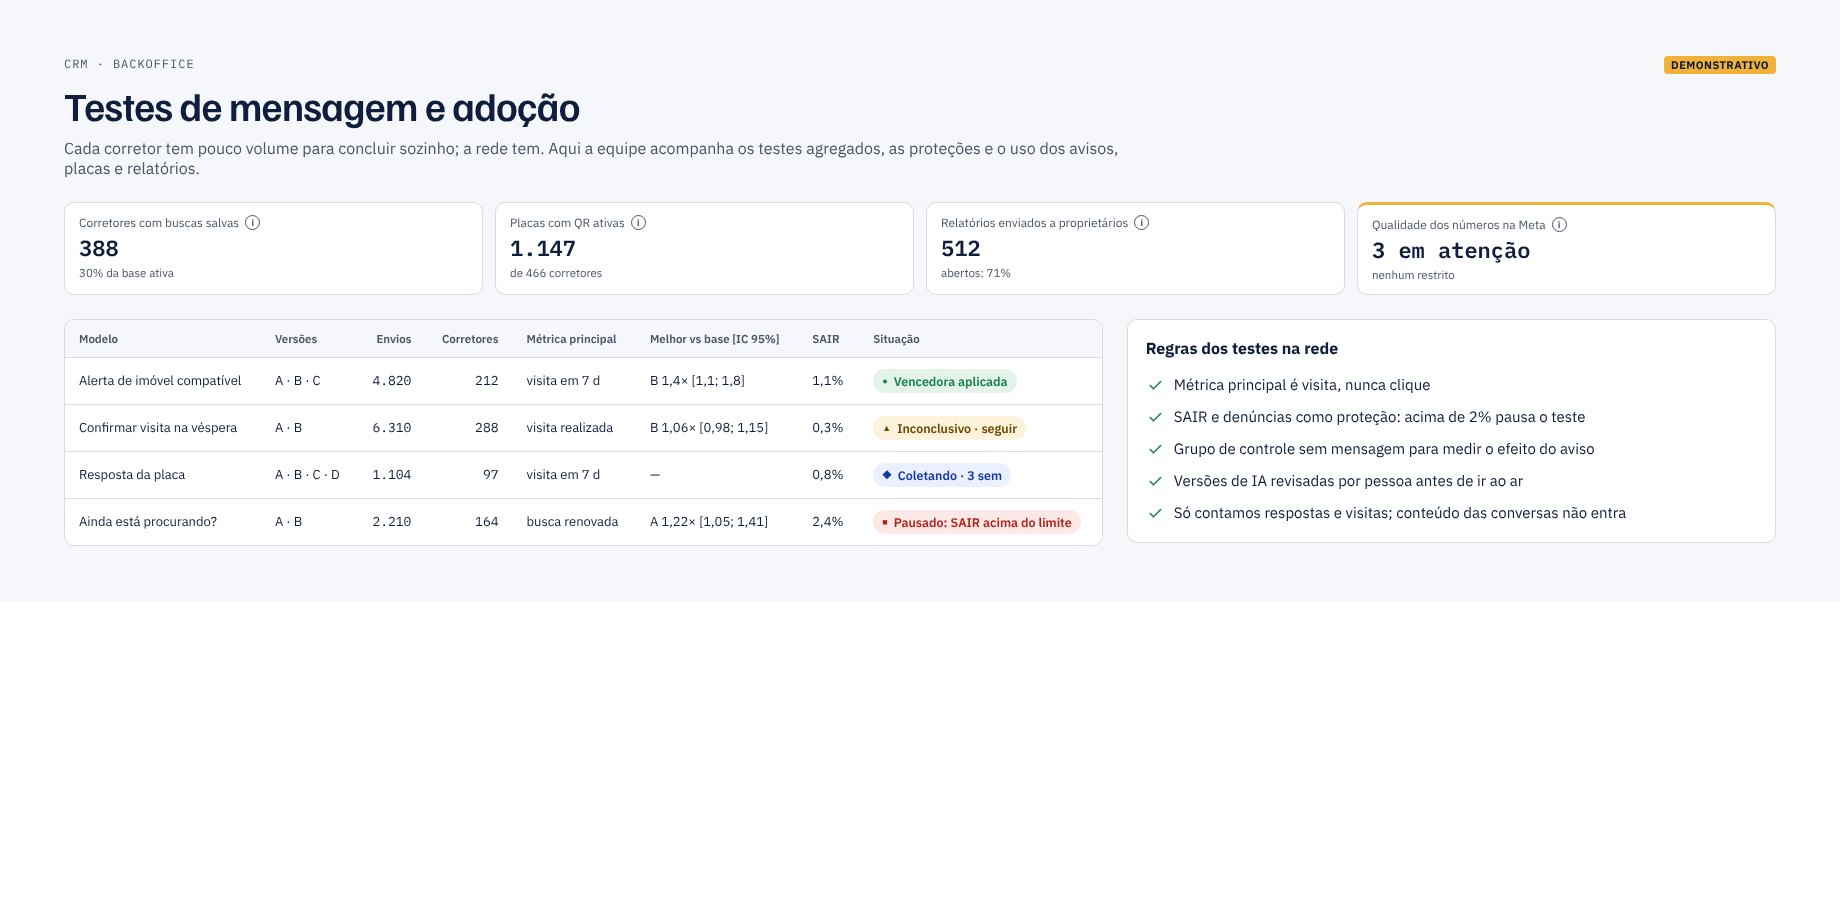 CRM · BACKOFFICE
DEMONSTRATIVO
Testes de mensagem e adoção
Cada corretor tem pouco volume para concluir sozinho; a rede tem. Aqui a equipe acompanha os testes agregados, as proteções e o uso dos avisos,
placas e relatórios.
Corretores com buscas salvas i
388
30% da base ativa
Placas com QR ativas i
1.147
de 466 corretores
Relatórios enviados a proprietários i
512
abertos: 71%
Qualidade dos números na Meta i
3 em atenção
nenhum restrito
Modelo Versões Envios Corretores Métrica principal Melhor vs base [IC 95%] SAIR Situação
Alerta de imóvel compatível A · B · C 4.820 212 visita em 7 d B 1,4× [1,1; 1,8] 1,1% Vencedora aplicada
Confirmar visita na véspera A · B 6.310 288 visita realizada B 1,06× [0,98; 1,15] 0,3% Inconclusivo · seguir
Resposta da placa A · B · C · D 1.104 97 visita em 7 d — 0,8% Coletando · 3 sem
Ainda está procurando? A · B 2.210 164 busca renovada A 1,22× [1,05; 1,41] 2,4% Pausado: SAIR acima do limite
Regras dos testes na rede
Métrica principal é visita, nunca clique
SAIR e denúncias como proteção: acima de 2% pausa o teste
Grupo de controle sem mensagem para medir o efeito do aviso
Versões de IA revisadas por pessoa antes de ir ao ar
Só contamos respostas e visitas; conteúdo das conversas não entra